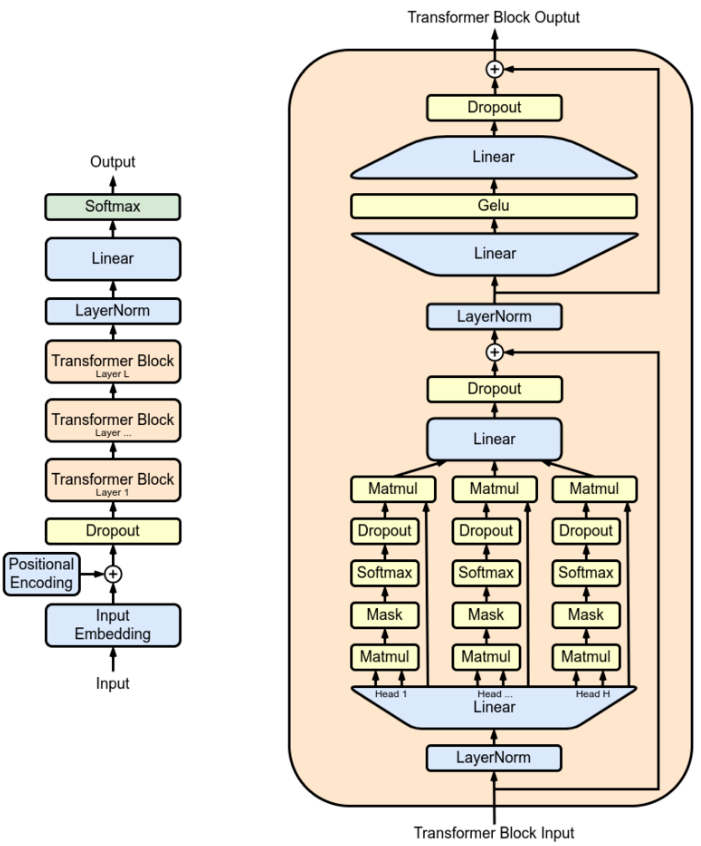 Output
Softmax
Linear
LayerNorm
Transformer Block
Layer L
Transformer Block
Layer ...
Transformer Block
Layer 1
Dropout
Positional
Encoding
+
Input
Embedding
Input
Transformer Block Ouptut
+
Dropout
Linear
Gelu
Linear
LayerNorm
+
Dropout
Linear
Matmul Matmul Matmul
Dropout Dropout Dropout
Softmax Softmax Softmax
Mask Mask Mask
Matmul Matmul Matmul
Head 1 Head ... Head H
Linear
LayerNorm
Transformer Block Input